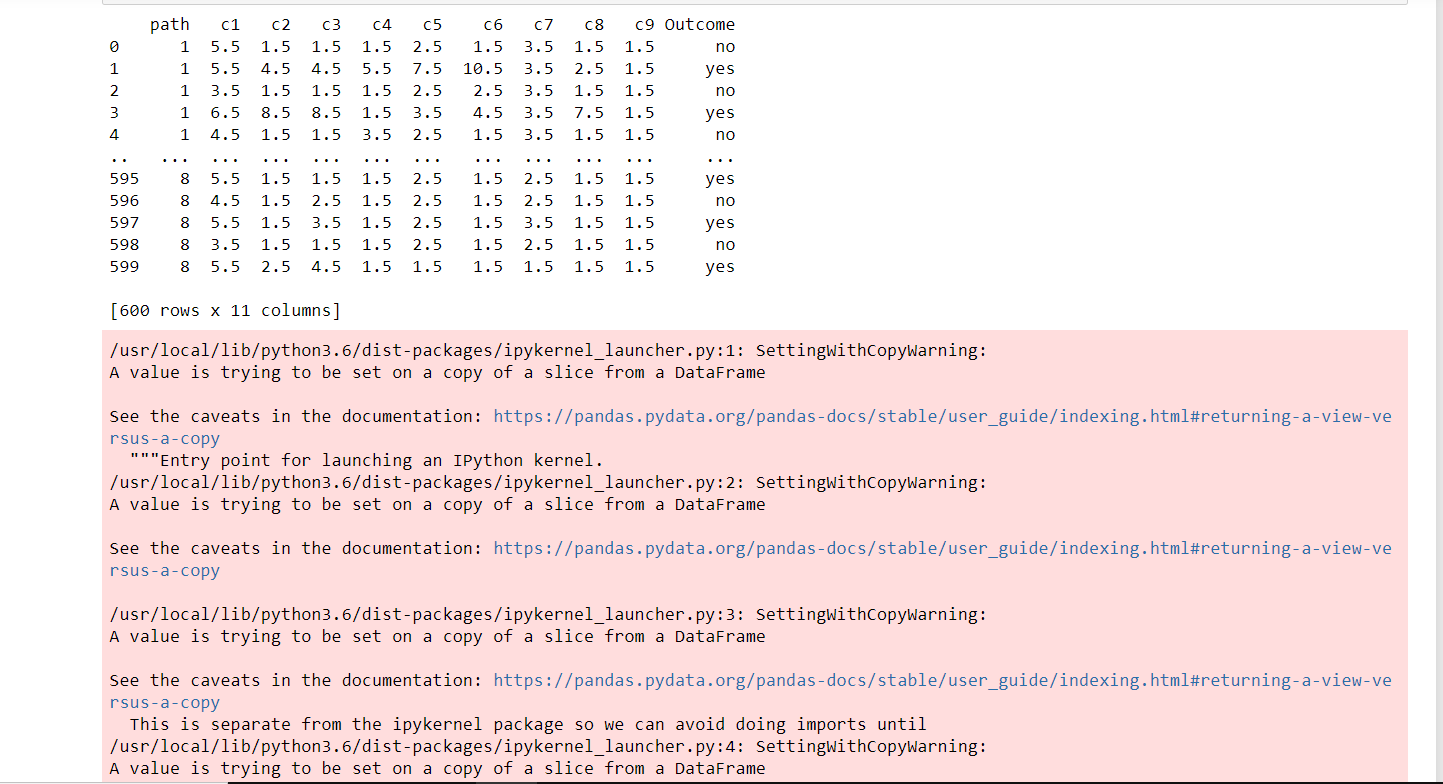 path   c1   c2   c3   c4   c5    c6   c7   c8   c9 Outcome
0     1  5.5  1.5  1.5  1.5  2.5   1.5  3.5  1.5  1.5      no
1     1  5.5  4.5  4.5  5.5  7.5  10.5  3.5  2.5  1.5     yes
2     1  3.5  1.5  1.5  1.5  2.5   2.5  3.5  1.5  1.5      no
3     1  6.5  8.5  8.5  1.5  3.5   4.5  3.5  7.5  1.5     yes
4     1  4.5  1.5  1.5  3.5  2.5   1.5  3.5  1.5  1.5      no
..  ...  ...  ...  ...  ...  ...   ...  ...  ...  ...     ...
595   8  5.5  1.5  1.5  1.5  2.5   1.5  2.5  1.5  1.5     yes
596   8  4.5  1.5  2.5  1.5  2.5   1.5  2.5  1.5  1.5      no
597   8  5.5  1.5  3.5  1.5  2.5   1.5  3.5  1.5  1.5     yes
598   8  3.5  1.5  1.5  1.5  2.5   1.5  2.5  1.5  1.5      no
599   8  5.5  2.5  4.5  1.5  1.5   1.5  1.5  1.5  1.5     yes
[600 rows x 11 columns]
/usr/local/lib/python3.6/dist-packages/ipykernel_launcher.py:1: SettingWithCopyWarning:
A value is trying to be set on a copy of a slice from a DataFrame
See the caveats in the documentation: https://pandas.pydata.org/pandas-docs/stable/user_guide/indexing.html#returning-a-view-ve
rsus-a-copy
  """Entry point for launching an IPython kernel.
/usr/local/lib/python3.6/dist-packages/ipykernel_launcher.py:2: SettingWithCopyWarning:
A value is trying to be set on a copy of a slice from a DataFrame
See the caveats in the documentation: https://pandas.pydata.org/pandas-docs/stable/user_guide/indexing.html#returning-a-view-ve
rsus-a-copy
/usr/local/lib/python3.6/dist-packages/ipykernel_launcher.py:3: SettingWithCopyWarning:
A value is trying to be set on a copy of a slice from a DataFrame
See the caveats in the documentation: https://pandas.pydata.org/pandas-docs/stable/user_guide/indexing.html#returning-a-view-ve
rsus-a-copy
  This is separate from the ipykernel package so we can avoid doing imports until
/usr/local/lib/python3.6/dist-packages/ipykernel_launcher.py:4: SettingWithCopyWarning:
A value is trying to be set on a copy of a slice from a DataFrame